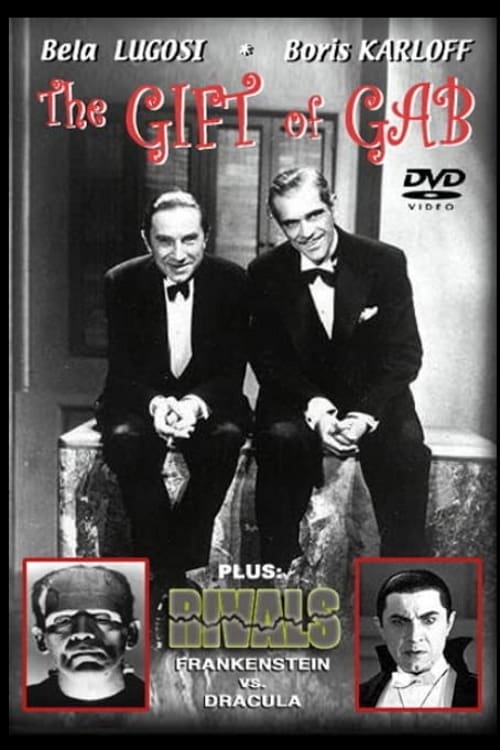 Bela LUGOSI * Boris KARLOFF
The GIFT of GAB
DVD
VIDEO
PLUS:
RIVALS
FRANKENSTEIN
vs.
DRACULA